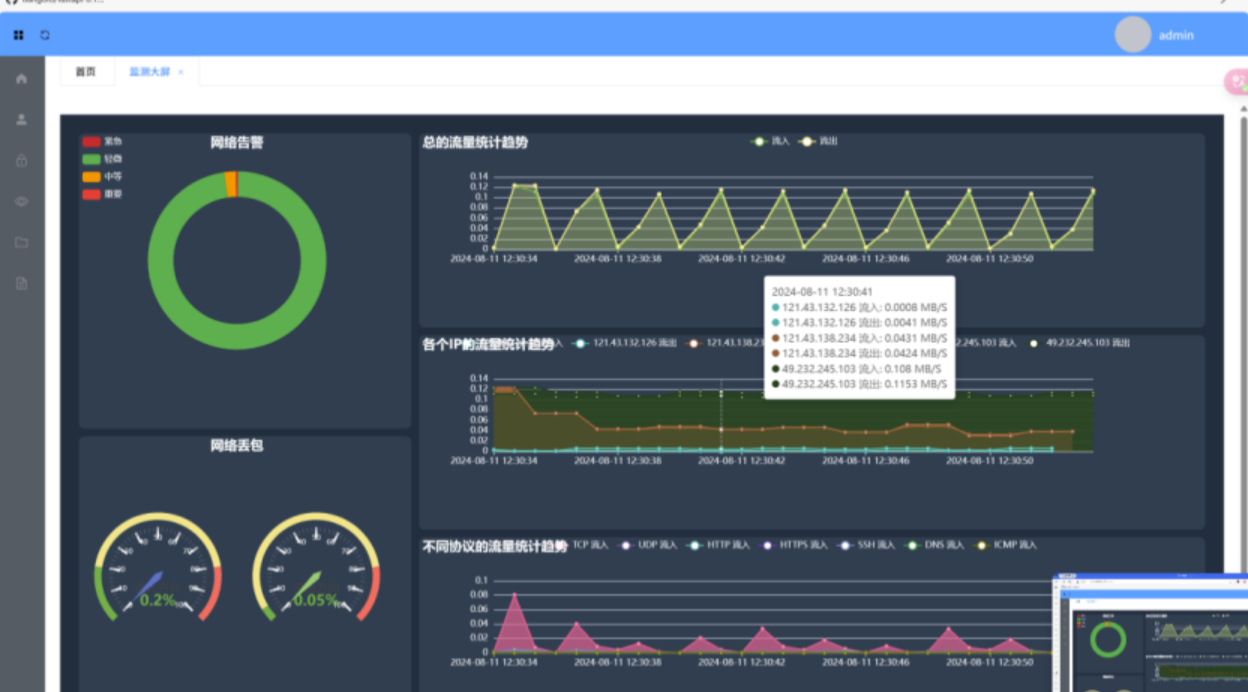 admin
首页
监测大屏 ×
紧急
轻微
中等
重要
网络告警
总的流量统计趋势
流入 流出
0.14
0.12
0.1
0.08
0.06
0.04
0.02
0
2024-08-11 12:30:34 2024-08-11 12:30:38 2024-08-11 12:30:42 2024-08-11 12:30:46 2024-08-11 12:30:50
2024-08-11 12:30:41
121.43.132.126 流入: 0.0008 MB/S
121.43.132.126 流出: 0.0041 MB/S
121.43.138.234 流入: 0.0431 MB/S
121.43.138.234 流出: 0.0424 MB/S
49.232.245.103 流入: 0.108 MB/S
49.232.245.103 流出: 0.1153 MB/S
各个IP的流量统计趋势 121.43.132.126 流出 121.43.138.23 2.245.103 流入 49.232.245.103 流出
0.14
0.12
0.1
0.08
0.06
0.04
0.02
0
2024-08-11 12:30:34 2024-08-11 12:30:38 2024-08-11 12:30:42 2024-08-11 12:30:46 2024-08-11 12:30:50
网络丢包
0.2%
0.05%
不同协议的流量统计趋势 TCP 流入 UDP 流入 HTTP 流入 HTTPS 流入 SSH 流入 DNS 流入 ICMP 流入
0.1
0.08
0.06
0.04
0.02
0
2024-08-11 12:30:34 2024-08-11 12:30:38 2024-08-11 12:30:42 2024-08-11 12:30:46 2024-08-11 12:30:50